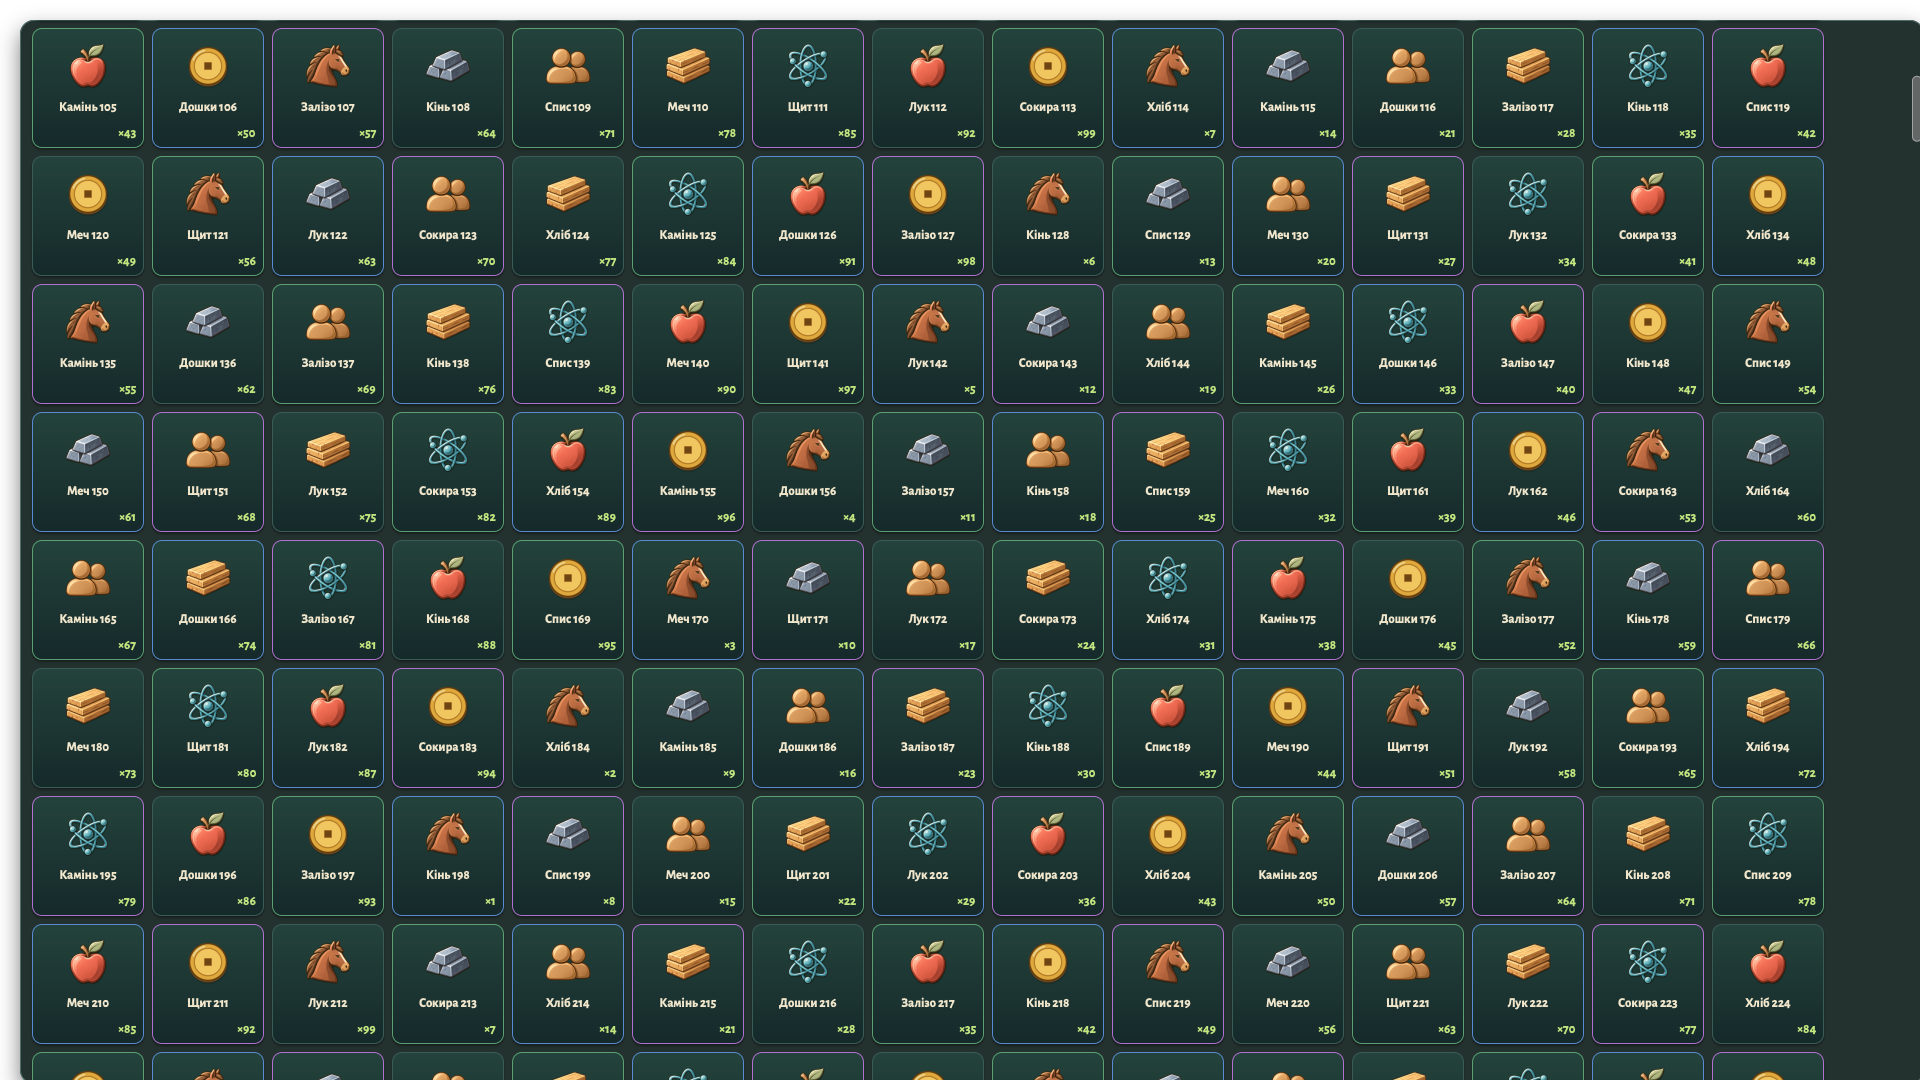 Камінь 105 Дошки 106 Залізо 107 Кінь 108 Спис 109 Меч 110 Щит 111 Лук 112 Сокира 113 Хліб 114 Камінь 115 Дошки 116 Залізо 117 Кінь 118 Спис 119
×43 ×50 ×57 ×64 ×71 ×78 ×85 ×92 ×99 ×7 ×14 ×21 ×28 ×35 ×42
Меч 120 Щит 121 Лук 122 Сокира 123 Хліб 124 Камінь 125 Дошки 126 Залізо 127 Кінь 128 Спис 129 Меч 130 Щит 131 Лук 132 Сокира 133 Хліб 134
×49 ×56 ×63 ×70 ×77 ×84 ×91 ×98 ×6 ×13 ×20 ×27 ×34 ×41 ×48
Камінь 135 Дошки 136 Залізо 137 Кінь 138 Спис 139 Меч 140 Щит 141 Лук 142 Сокира 143 Хліб 144 Камінь 145 Дошки 146 Залізо 147 Кінь 148 Спис 149
×55 ×62 ×69 ×76 ×83 ×90 ×97 ×5 ×12 ×19 ×26 ×33 ×40 ×47 ×54
Меч 150 Щит 151 Лук 152 Сокира 153 Хліб 154 Камінь 155 Дошки 156 Залізо 157 Кінь 158 Спис 159 Меч 160 Щит 161 Лук 162 Сокира 163 Хліб 164
×61 ×68 ×75 ×82 ×89 ×96 ×4 ×11 ×18 ×25 ×32 ×39 ×46 ×53 ×60
Камінь 165 Дошки 166 Залізо 167 Кінь 168 Спис 169 Меч 170 Щит 171 Лук 172 Сокира 173 Хліб 174 Камінь 175 Дошки 176 Залізо 177 Кінь 178 Спис 179
×67 ×74 ×81 ×88 ×95 ×3 ×10 ×17 ×24 ×31 ×38 ×45 ×52 ×59 ×66
Меч 180 Щит 181 Лук 182 Сокира 183 Хліб 184 Камінь 185 Дошки 186 Залізо 187 Кінь 188 Спис 189 Меч 190 Щит 191 Лук 192 Сокира 193 Хліб 194
×73 ×80 ×87 ×94 ×2 ×9 ×16 ×23 ×30 ×37 ×44 ×51 ×58 ×65 ×72
Камінь 195 Дошки 196 Залізо 197 Кінь 198 Спис 199 Меч 200 Щит 201 Лук 202 Сокира 203 Хліб 204 Камінь 205 Дошки 206 Залізо 207 Кінь 208 Спис 209
×79 ×86 ×93 ×1 ×8 ×15 ×22 ×29 ×36 ×43 ×50 ×57 ×64 ×71 ×78
Меч 210 Щит 211 Лук 212 Сокира 213 Хліб 214 Камінь 215 Дошки 216 Залізо 217 Кінь 218 Спис 219 Меч 220 Щит 221 Лук 222 Сокира 223 Хліб 224
×85 ×92 ×99 ×7 ×14 ×21 ×28 ×35 ×42 ×49 ×56 ×63 ×70 ×77 ×84